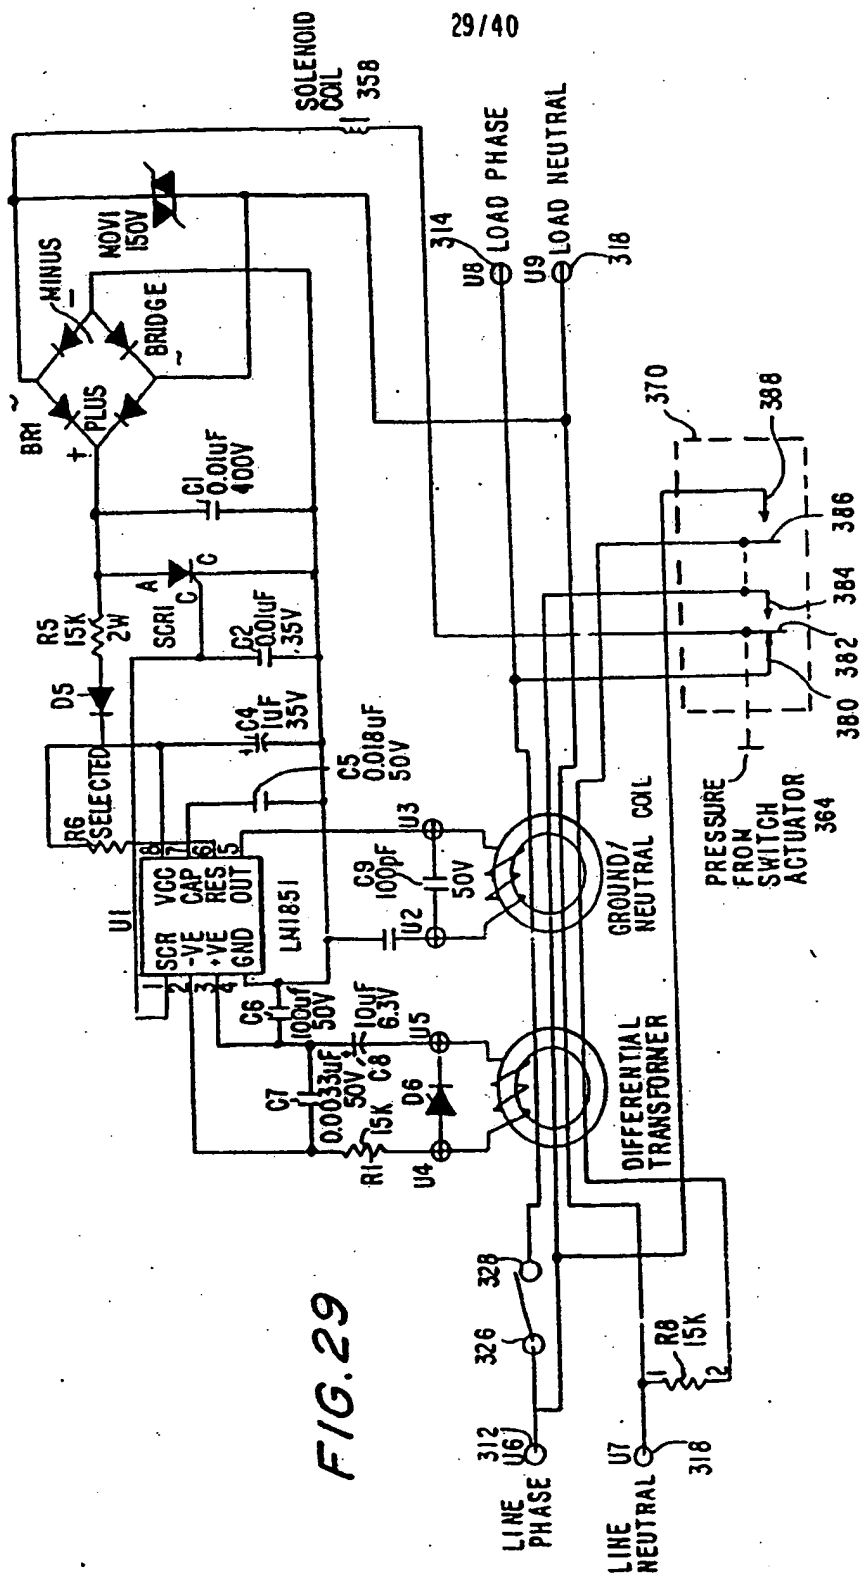 29/40
SOLENOID
COIL
358
MOV1
150V
MINUS
-
~
BRIDGE
~
PLUS
BR1
+
C1
0.01uF
400V
R5
15K
2W
A
C
C
SCR1
C2
0.01uF
35V
D5
+
C4
1uF
35V
R6
SELECTED
C5
0.018uF
50V
U1
1
2
3
4
SCR
-VE
+VE
GND
VCC
CAP
RES
OUT
8
7
6
5
LN1851
C6
100uf
50V
C7
0.0033uF
50V
+
C8
10uF
6.3V
R1
15K
D6
U4
U5
U2
U3
C9
100pF
50V
314
U8
LOAD PHASE
U9
LOAD NEUTRAL
318
370
388
386
384
382
380
PRESSURE
FROM
SWITCH
ACTUATOR
364
GROUND/
NEUTRAL COIL
DIFFERENTIAL
TRANSFORMER
328
326
312
U6
LINE
PHASE
U7
318
LINE
NEUTRAL
1
R8
15K
2
FIG. 29